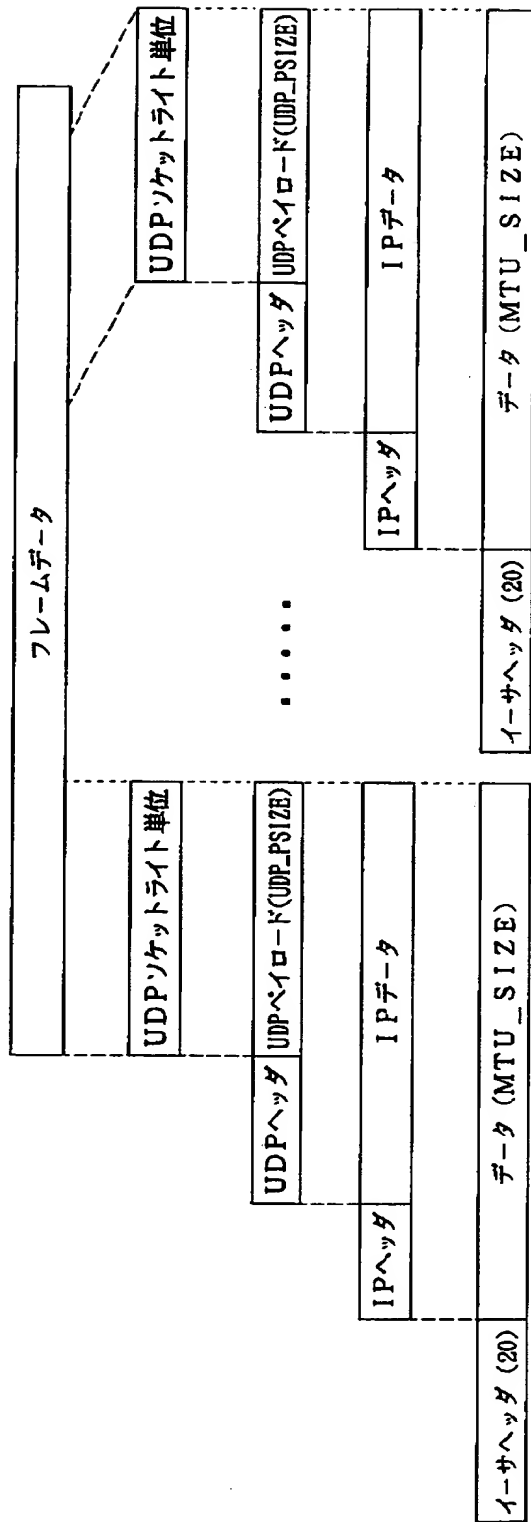 フレームデータ
UDPソケットライト単位
UDPソケットライト単位
UDPヘッダ
UDPペイロード(UDP_PSIZE)
UDPヘッダ
UDPペイロード(UDP_PSIZE)
IPヘッダ
IPデータ
IPヘッダ
IPデータ
イーサヘッダ (20)
データ (MTU_SIZE)
イーサヘッダ (20)
データ (MTU_SIZE)